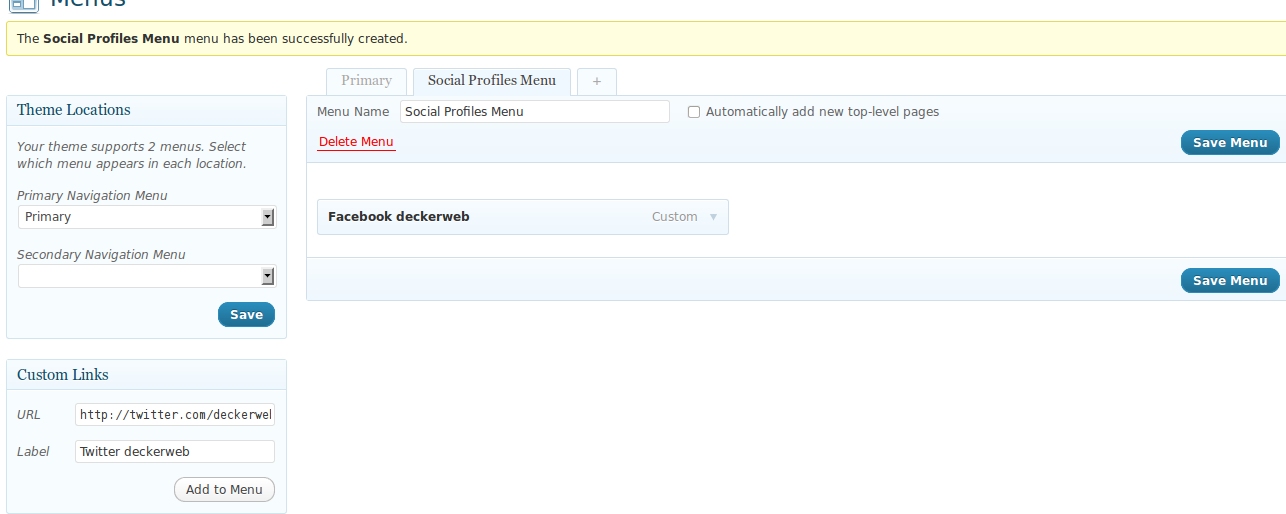 Menus
The Social Profiles Menu menu has been successfully created.
Primary
Social Profiles Menu
+
Theme Locations
Your theme supports 2 menus. Select
which menu appears in each location.
Primary Navigation Menu
Primary
Secondary Navigation Menu
Save
Custom Links
URL http://twitter.com/deckerwel
Label Twitter deckerweb
Add to Menu
Menu Name Social Profiles Menu Automatically add new top-level pages
Delete Menu Save Menu
Facebook deckerweb Custom
Save Menu